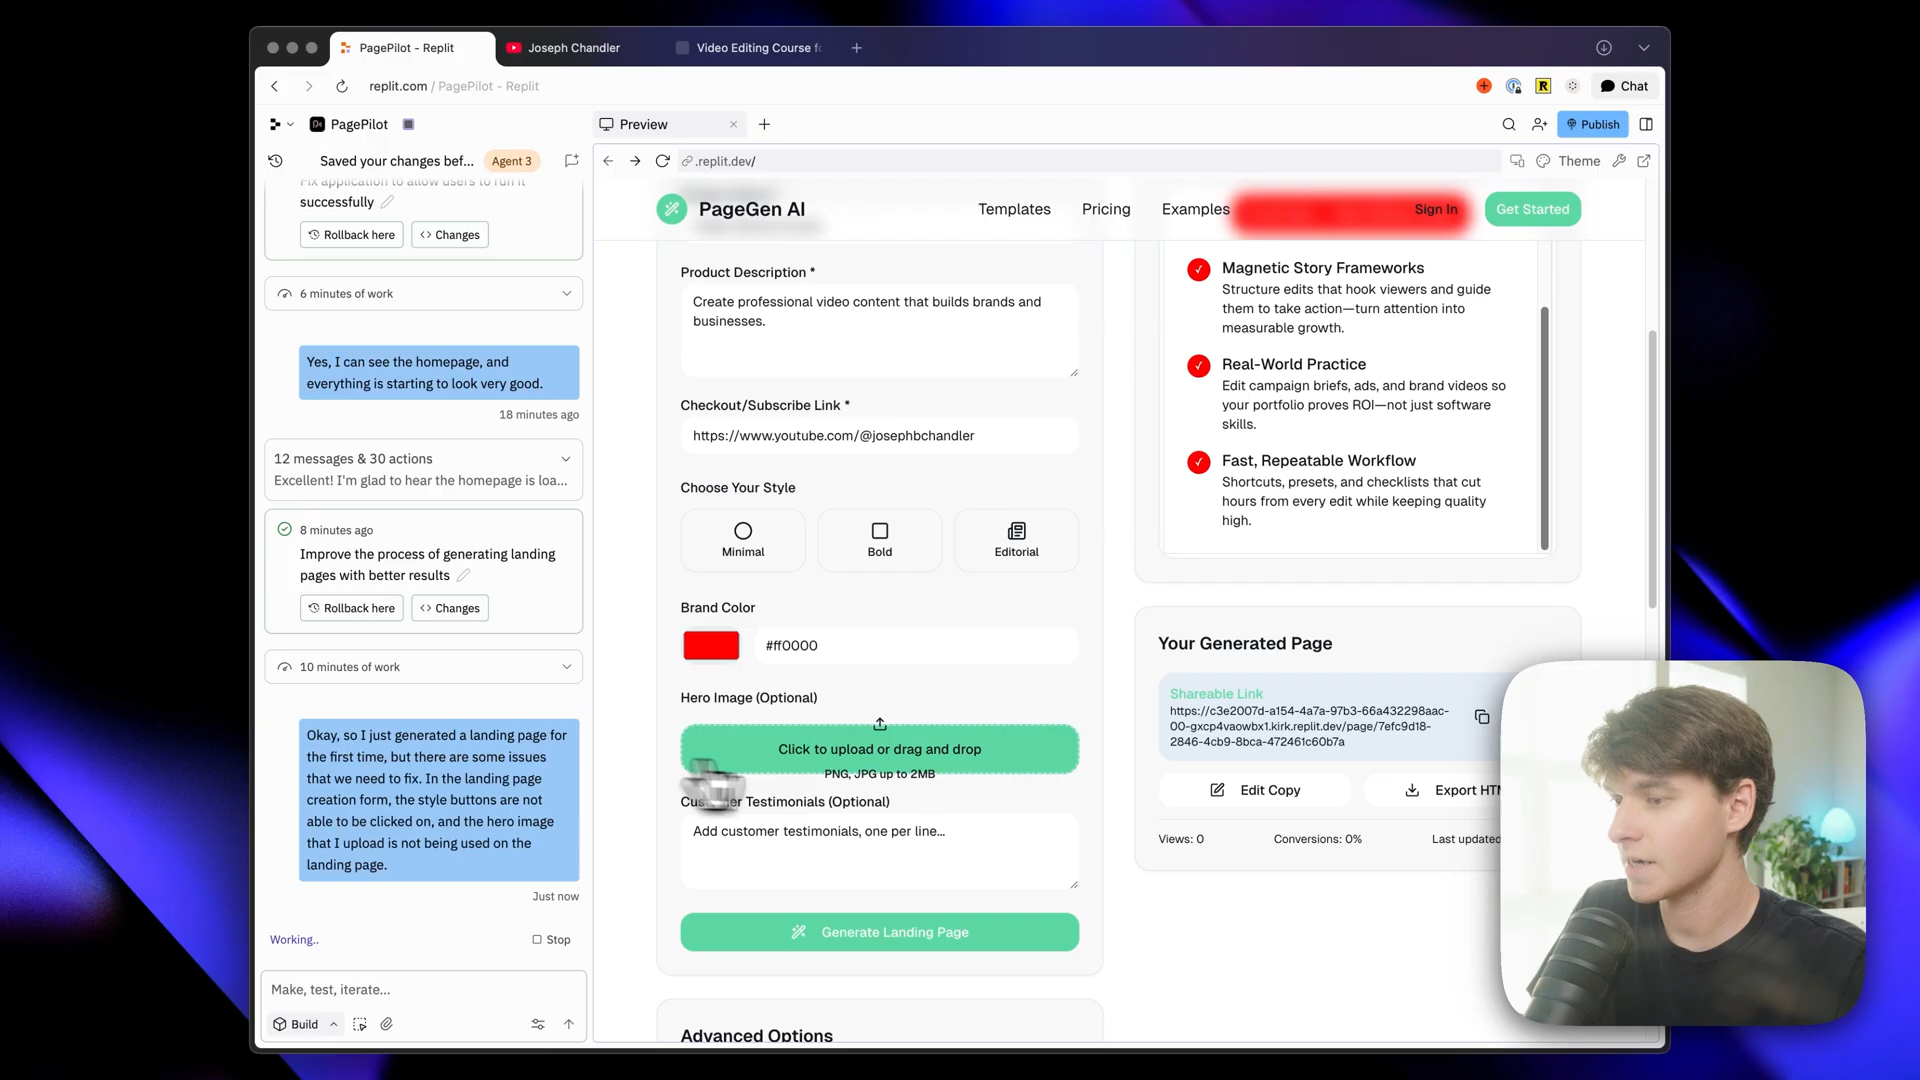 PagePilot - Replit
Joseph Chandler
Video Editing Course fo
replit.com / PagePilot - Replit
R
Chat
PagePilot
Preview
Publish
Saved your changes bef...
Agent 3
.replit.dev/
Theme
Fix application to allow users to run it
successfully
Rollback here
Changes
6 minutes of work
Yes, I can see the homepage, and
everything is starting to look very good.
18 minutes ago
12 messages & 30 actions
Excellent! I'm glad to hear the homepage is loa...
8 minutes ago
Improve the process of generating landing
pages with better results
Rollback here
Changes
10 minutes of work
Okay, so I just generated a landing page for
the first time, but there are some issues
that we need to fix. In the landing page
creation form, the style buttons are not
able to be clicked on, and the hero image
that I upload is not being used on the
landing page.
Just now
Working..
Stop
Make, test, iterate...
Build
PageGen AI
Templates
Pricing
Examples
Sign In
Get Started
Product Description *
Create professional video content that builds brands and
businesses.
Checkout/Subscribe Link *
https://www.youtube.com/@josephbchandler
Choose Your Style
Minimal
Bold
Editorial
Brand Color
#ff0000
Hero Image (Optional)
Click to upload or drag and drop
PNG, JPG up to 2MB
Customer Testimonials (Optional)
Add customer testimonials, one per line...
Generate Landing Page
Advanced Options
Magnetic Story Frameworks
Structure edits that hook viewers and guide
them to take action—turn attention into
measurable growth.
Real-World Practice
Edit campaign briefs, ads, and brand videos so
your portfolio proves ROI—not just software
skills.
Fast, Repeatable Workflow
Shortcuts, presets, and checklists that cut
hours from every edit while keeping quality
high.
Your Generated Page
Shareable Link
https://c3e2007d-a154-4a7a-97b3-66a432298aac-
00-gxcp4vaowbx1.kirk.replit.dev/page/7efc9d18-
2846-4cb9-8bca-472461c60b7a
Edit Copy
Export HTM
Views: 0
Conversions: 0%
Last updated